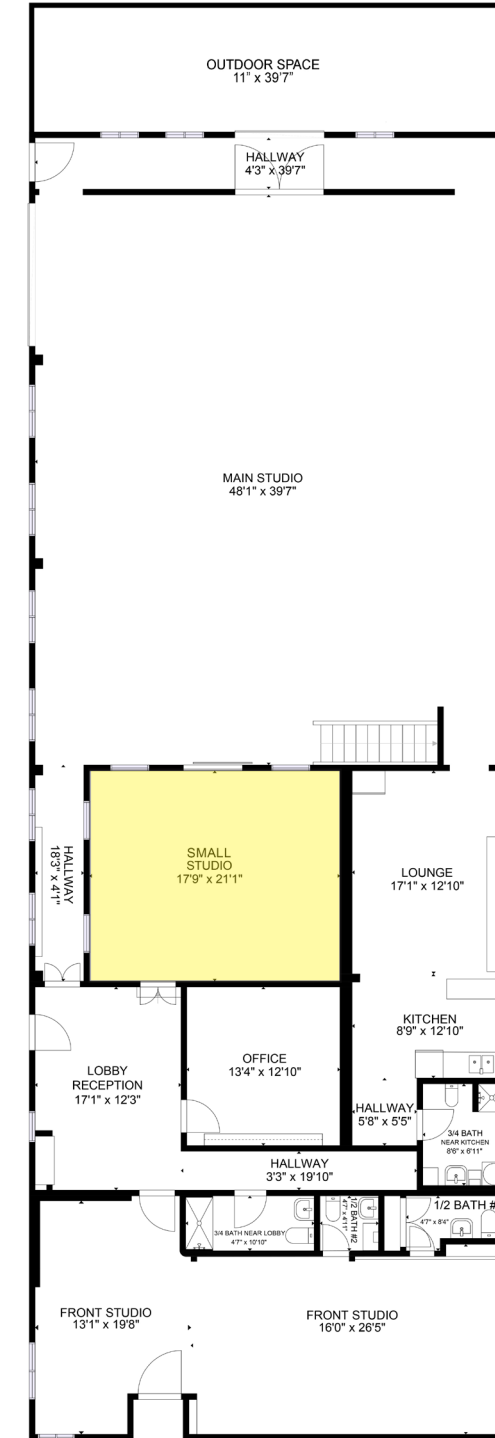 OUTDOOR SPACE
11" x 39'7"
HALLWAY
4'3" x 39'7"
MAIN STUDIO
48'1" x 39'7"
SMALL
STUDIO
17'9" x 21'1"
HALLWAY
18'3" x 4'1"
LOUNGE
17'1" x 12'10"
KITCHEN
8'9" x 12'10"
OFFICE
13'4" x 12'10"
LOBBY
RECEPTION
17'1" x 12'3"
HALLWAY
5'8" x 5'5"
3/4 BATH
NEAR KITCHEN
8'6" x 6'11"
HALLWAY
3'3" x 19'10"
3/4 BATH NEAR LOBBY
4'7" x 10'10"
1/2 BATH #2
4'7" x 4'11"
1/2 BATH #
4'7" x 8'4"
FRONT STUDIO
13'1" x 19'8"
FRONT STUDIO
16'0" x 26'5"